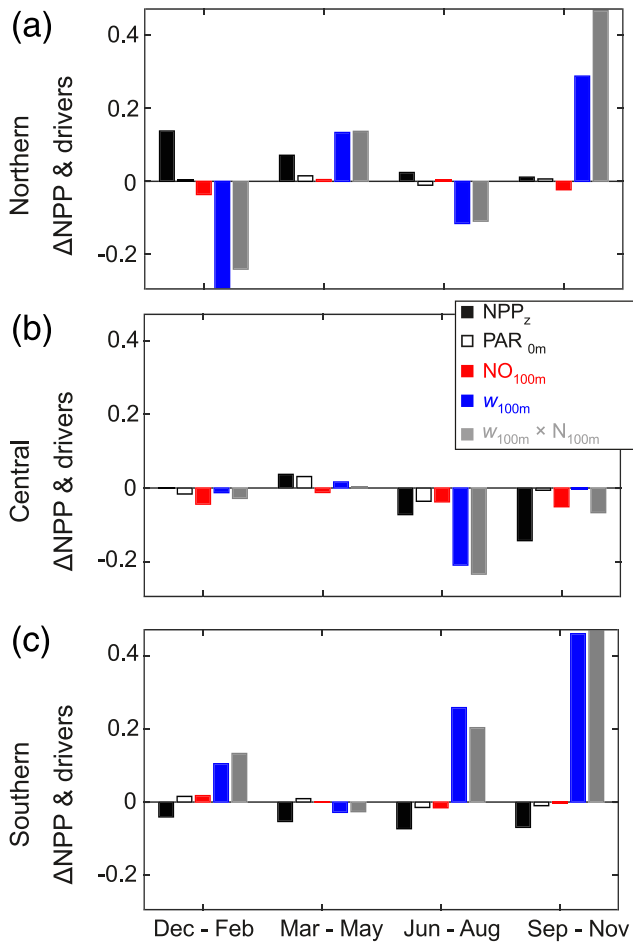 (a)
0.4
0.2
0
-0.2
Northern
ΔNPP & drivers
(b)
0.4
0.2
0
-0.2
Central
ΔNPP & drivers
NPPz
PAR 0m
NO100m
w100m
w100m × N100m
(c)
0.4
0.2
0
-0.2
Southern
ΔNPP & drivers
Dec - Feb Mar - May Jun - Aug Sep - Nov